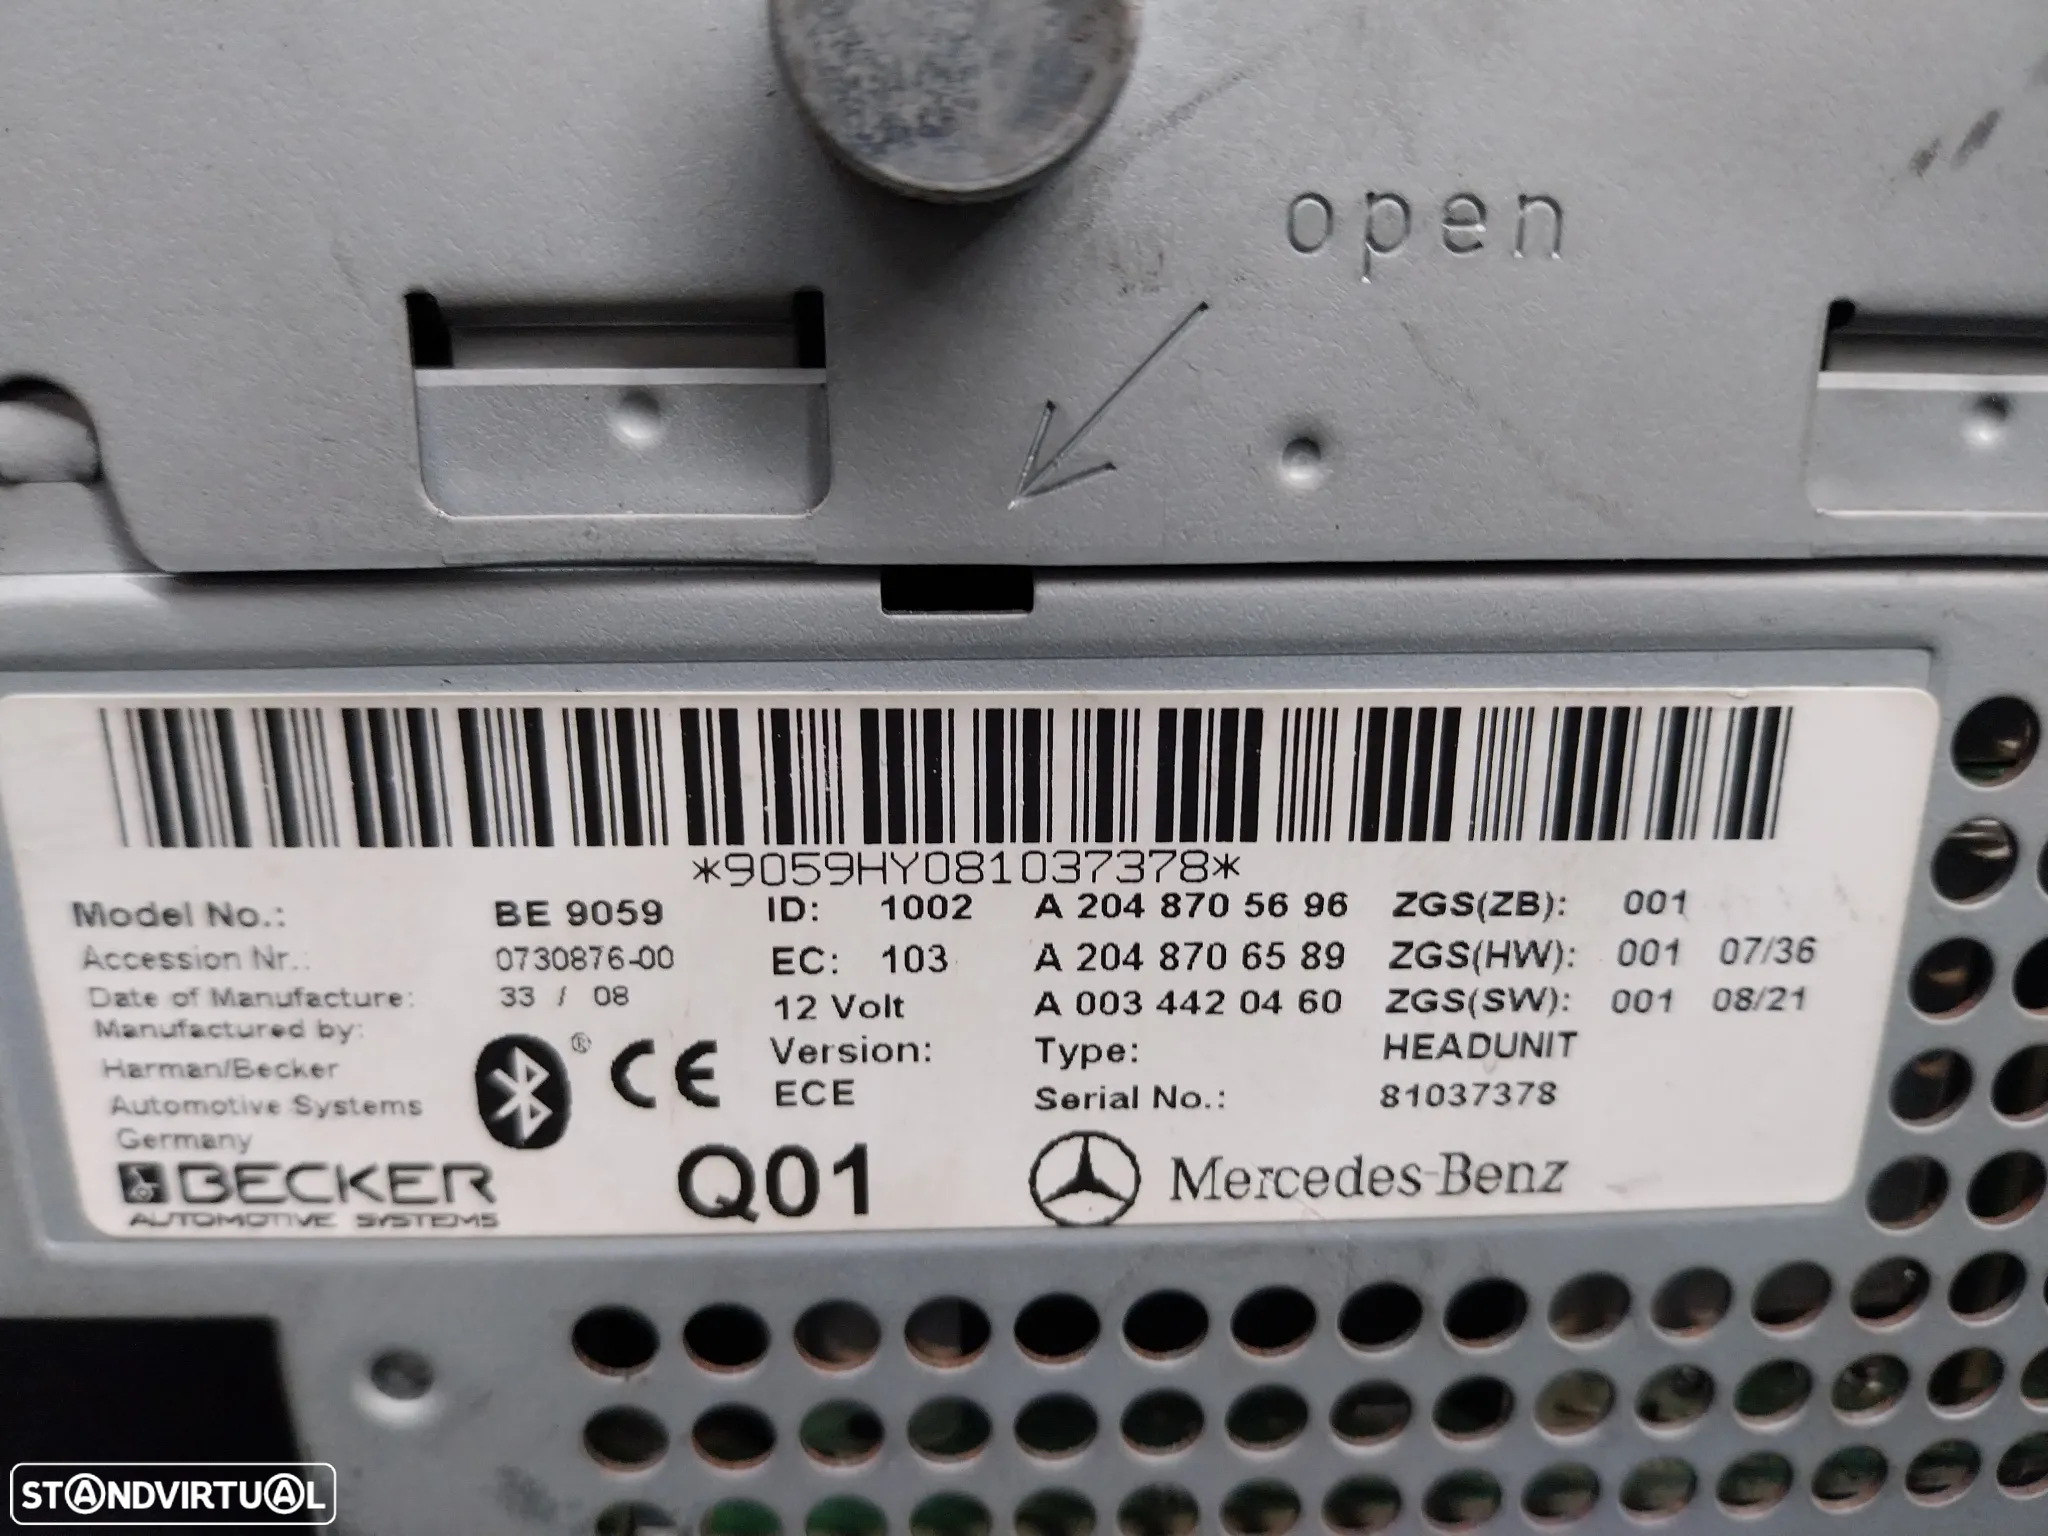 open
*9059HY081037378*
Model No.: BE 9059 ID: 1002 A 204 870 56 96 ZGS(ZB): 001
Accession Nr.: 0730876-00 EC: 103 A 204 870 65 89 ZGS(HW): 001 07/36
Date of Manufacture: 33 / 08 12 Volt A 003 442 04 60 ZGS(SW): 001 08/21
Manufactured by: Version: Type: HEADUNIT
Harman/Becker ® CE ECE Serial No.: 81037378
Automotive Systems
Germany
BECKER Q01 Mercedes-Benz
AUTOMOTIVE SYSTEMS
STANDVIRTUAL